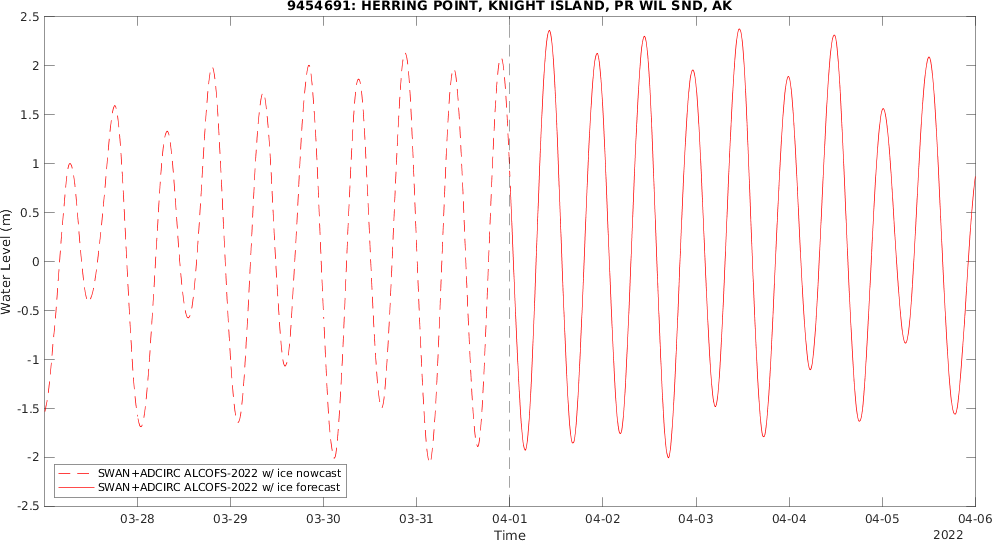 9454691: HERRING POINT, KNIGHT ISLAND, PR WIL SND, AK
2.5
2
1.5
1
0.5
0
-0.5
-1
-1.5
-2
-2.5
Water Level (m)
SWAN+ADCIRC ALCOFS-2022 w/ ice nowcast
SWAN+ADCIRC ALCOFS-2022 w/ ice forecast
03-28 03-29 03-30 03-31 04-01 04-02 04-03 04-04 04-05 04-06
Time
2022